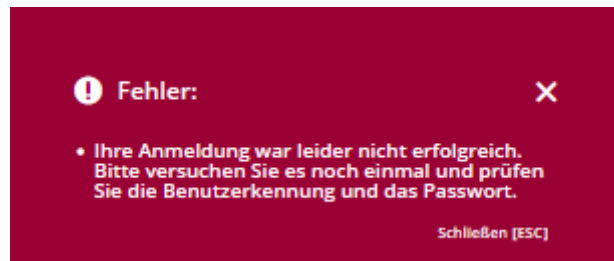 Fehler:
• Ihre Anmeldung war leider nicht erfolgreich.
Bitte versuchen Sie es noch einmal und prüfen
Sie die Benutzerkennung und das Passwort.
Schließen [ESC]